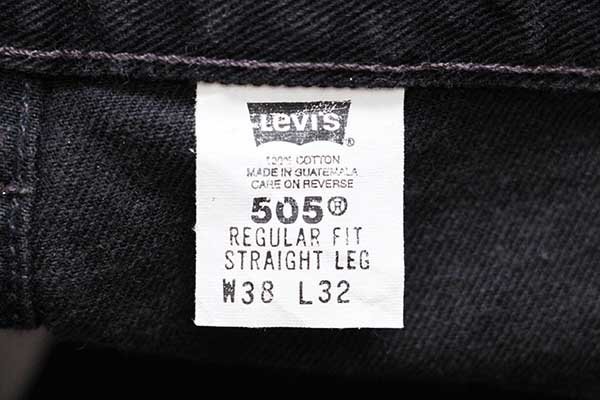 Levi's ®
100% COTTON
MADE IN GUATEMALA
CARE ON REVERSE
505®
REGULAR FIT
STRAIGHT LEG
W38 L32